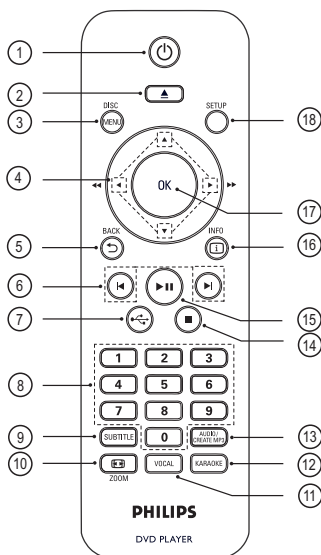 1
2
DISC
SETUP
3
MENU
18
4
OK
17
BACK
INFO
5
i
16
6
15
7
14
1 2 3
4 5 6
8
7 8 9
9
SUBTITLE
0
AUDIO/
CREATE MP3
13
10
VOCAL
KARAOKE
12
ZOOM
11
PHILIPS
DVD PLAYER